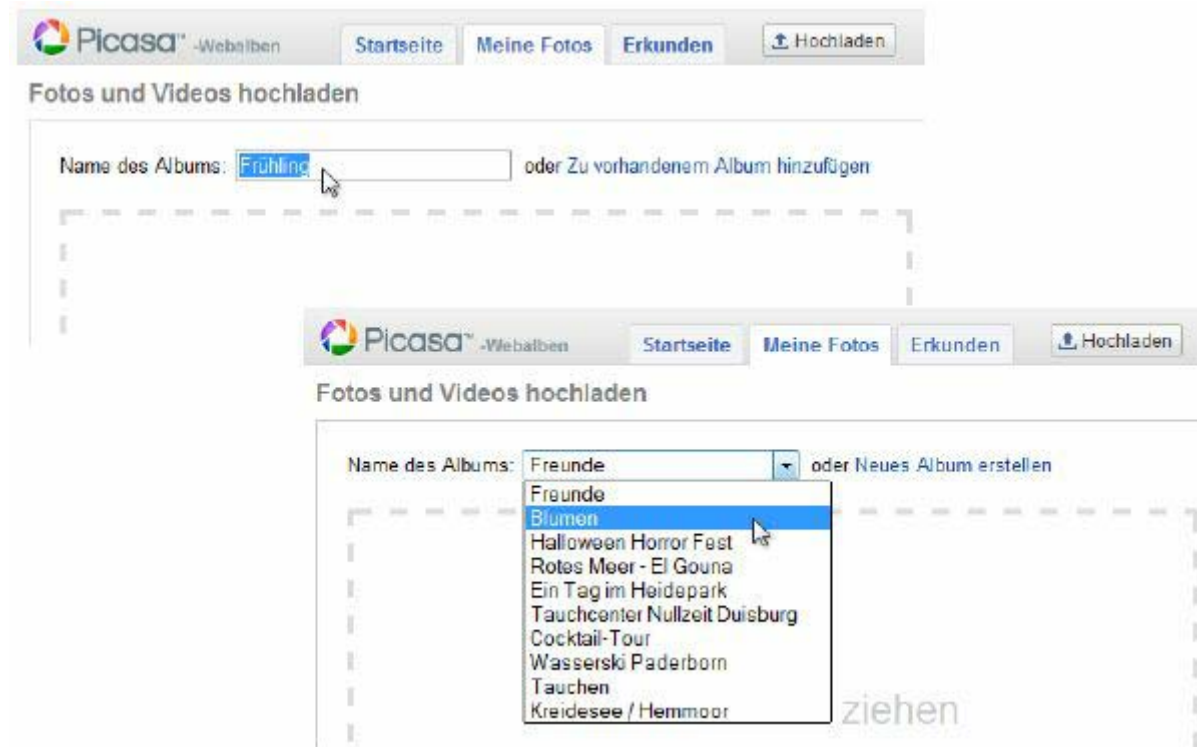 Picasa™ -Webalben Startseite Meine Fotos Erkunden Hochladen
Fotos und Videos hochladen
Name des Albums: Frühling oder Zu vorhandenem Album hinzufügen
Picasa™ -Webalben Startseite Meine Fotos Erkunden Hochladen
Fotos und Videos hochladen
Name des Albums: Freunde oder Neues Album erstellen
Freunde
Blumen
Halloween Horror Fest
Rotes Meer - El Gouna
Ein Tag im Heidepark
Tauchcenter Nullzeit Duisburg
Cocktail-Tour
Wasserski Paderborn
Tauchen
Kreidesee / Hemmoor
ziehen